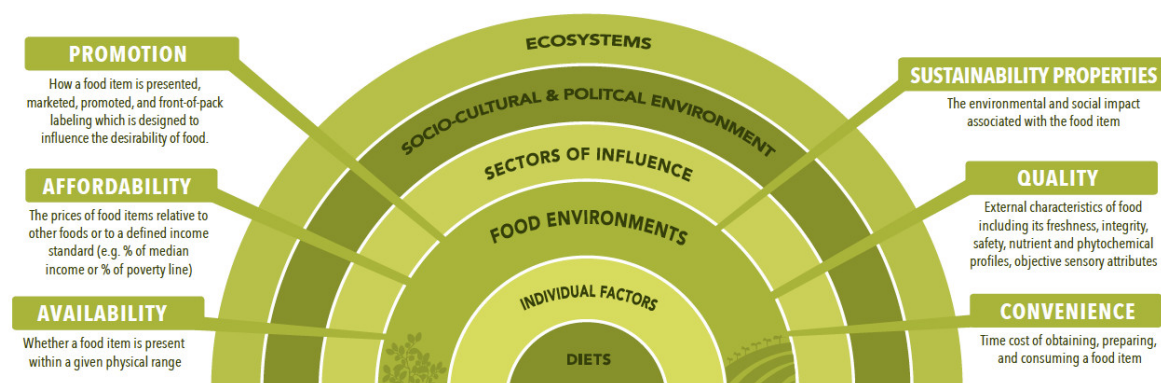 PROMOTION
How a food item is presented,
marketed, promoted, and front-of-pack
labeling which is designed to
influence the desirability of food.
AFFORDABILITY
The prices of food items relative to
other foods or to a defined income
standard (e.g. % of median
income or % of poverty line)
AVAILABILITY
Whether a food item is present
within a given physical range
ECOSYSTEMS
SOCIO-CULTURAL & POLITCAL ENVIRONMENT
SECTORS OF INFLUENCE
FOOD ENVIRONMENTS
INDIVIDUAL FACTORS
DIETS
SUSTAINABILITY PROPERTIES
The environmental and social impact
associated with the food item
QUALITY
External characteristics of food
including its freshness, integrity,
safety, nutrient and phytochemical
profiles, objective sensory attributes
CONVENIENCE
Time cost of obtaining, preparing,
and consuming a food item